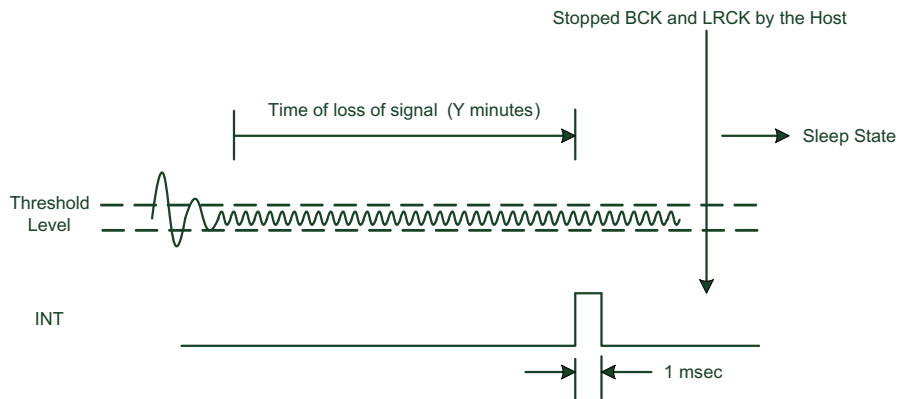 Stopped BCK and LRCK by the Host
Time of loss of signal (Y minutes)
Sleep State
Threshold
Level
INT
1 msec